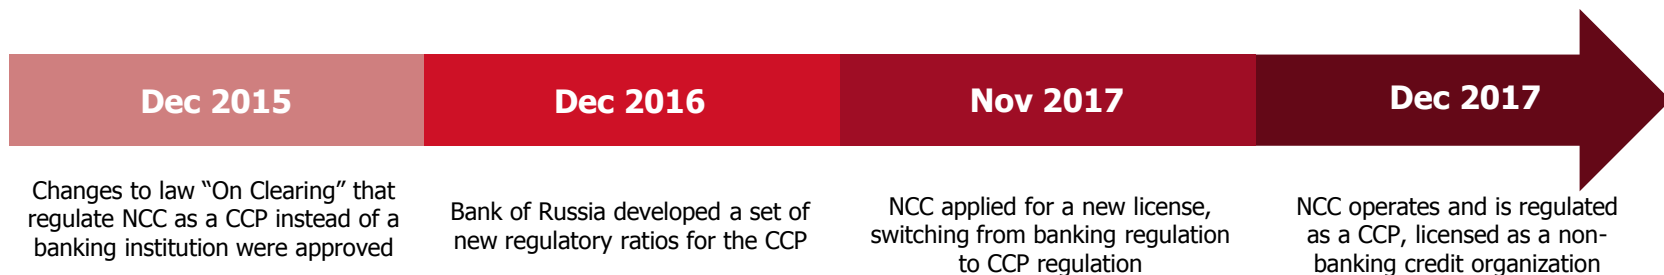 Dec 2015
Dec 2016
Nov 2017
Dec 2017
Changes to law “On Clearing” that
regulate NCC as a CCP instead of a
banking institution were approved
Bank of Russia developed a set of
new regulatory ratios for the CCP
NCC applied for a new license,
switching from banking regulation
to CCP regulation
NCC operates and is regulated
as a CCP, licensed as a non-
banking credit organization